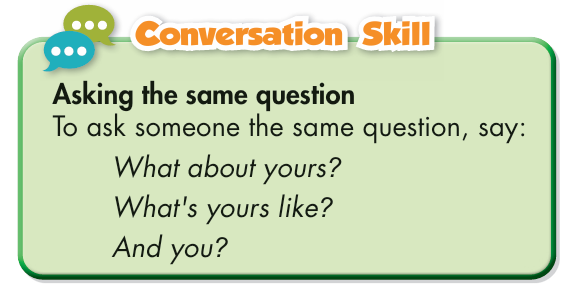 Conversation Skill
Asking the same question
To ask someone the same question, say:
What about yours?
What's yours like?
And you?